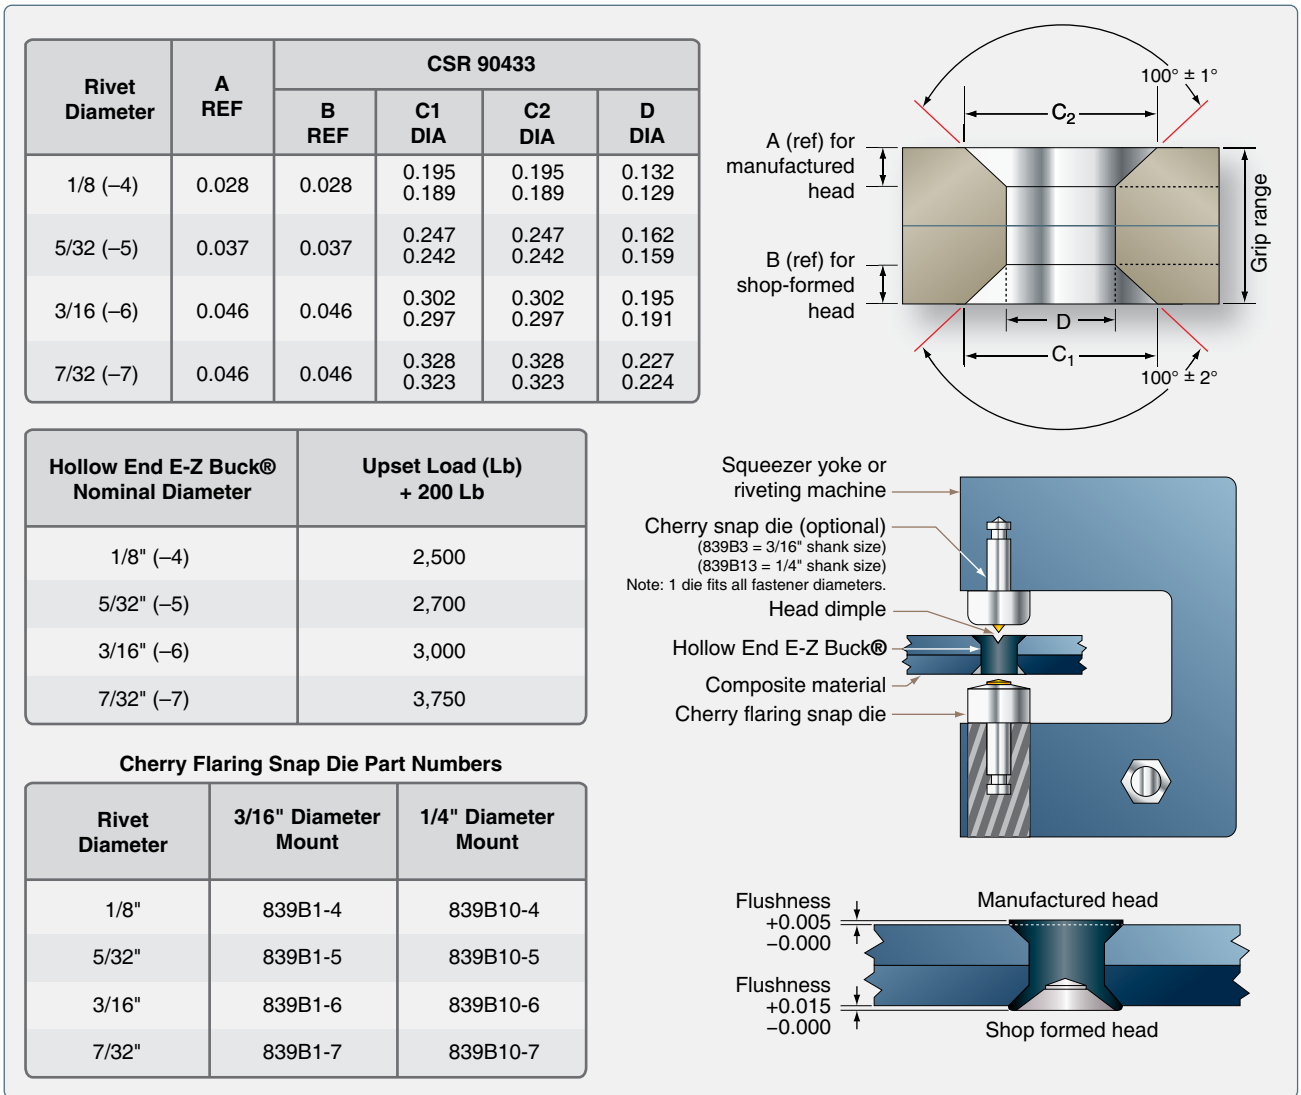 CSR 90433
Rivet
Diameter
A
REF
B
REF
C1
DIA
C2
DIA
D
DIA
1/8 (–4) 0.028 0.028 0.195 0.195 0.132
0.189 0.189 0.129
5/32 (–5) 0.037 0.037 0.247 0.247 0.162
0.242 0.242 0.159
3/16 (–6) 0.046 0.046 0.302 0.302 0.195
0.297 0.297 0.191
7/32 (–7) 0.046 0.046 0.328 0.328 0.227
0.323 0.323 0.224
100° ± 1°
C2
A (ref) for
manufactured
head
Grip range
B (ref) for
shop-formed
head
D
C1
100° ± 2°
Hollow End E-Z Buck®
Nominal Diameter
Upset Load (Lb)
+ 200 Lb
1/8" (–4) 2,500
5/32" (–5) 2,700
3/16" (–6) 3,000
7/32" (–7) 3,750
Squeezer yoke or
riveting machine
Cherry snap die (optional)
(839B3 = 3/16" shank size)
(839B13 = 1/4" shank size)
Note: 1 die fits all fastener diameters.
Head dimple
Hollow End E-Z Buck®
Composite material
Cherry flaring snap die
Cherry Flaring Snap Die Part Numbers
Rivet
Diameter
3/16" Diameter
Mount
1/4" Diameter
Mount
1/8" 839B1-4 839B10-4
5/32" 839B1-5 839B10-5
3/16" 839B1-6 839B10-6
7/32" 839B1-7 839B10-7
Flushness
+0.005
–0.000
Manufactured head
Flushness
+0.015
–0.000
Shop formed head